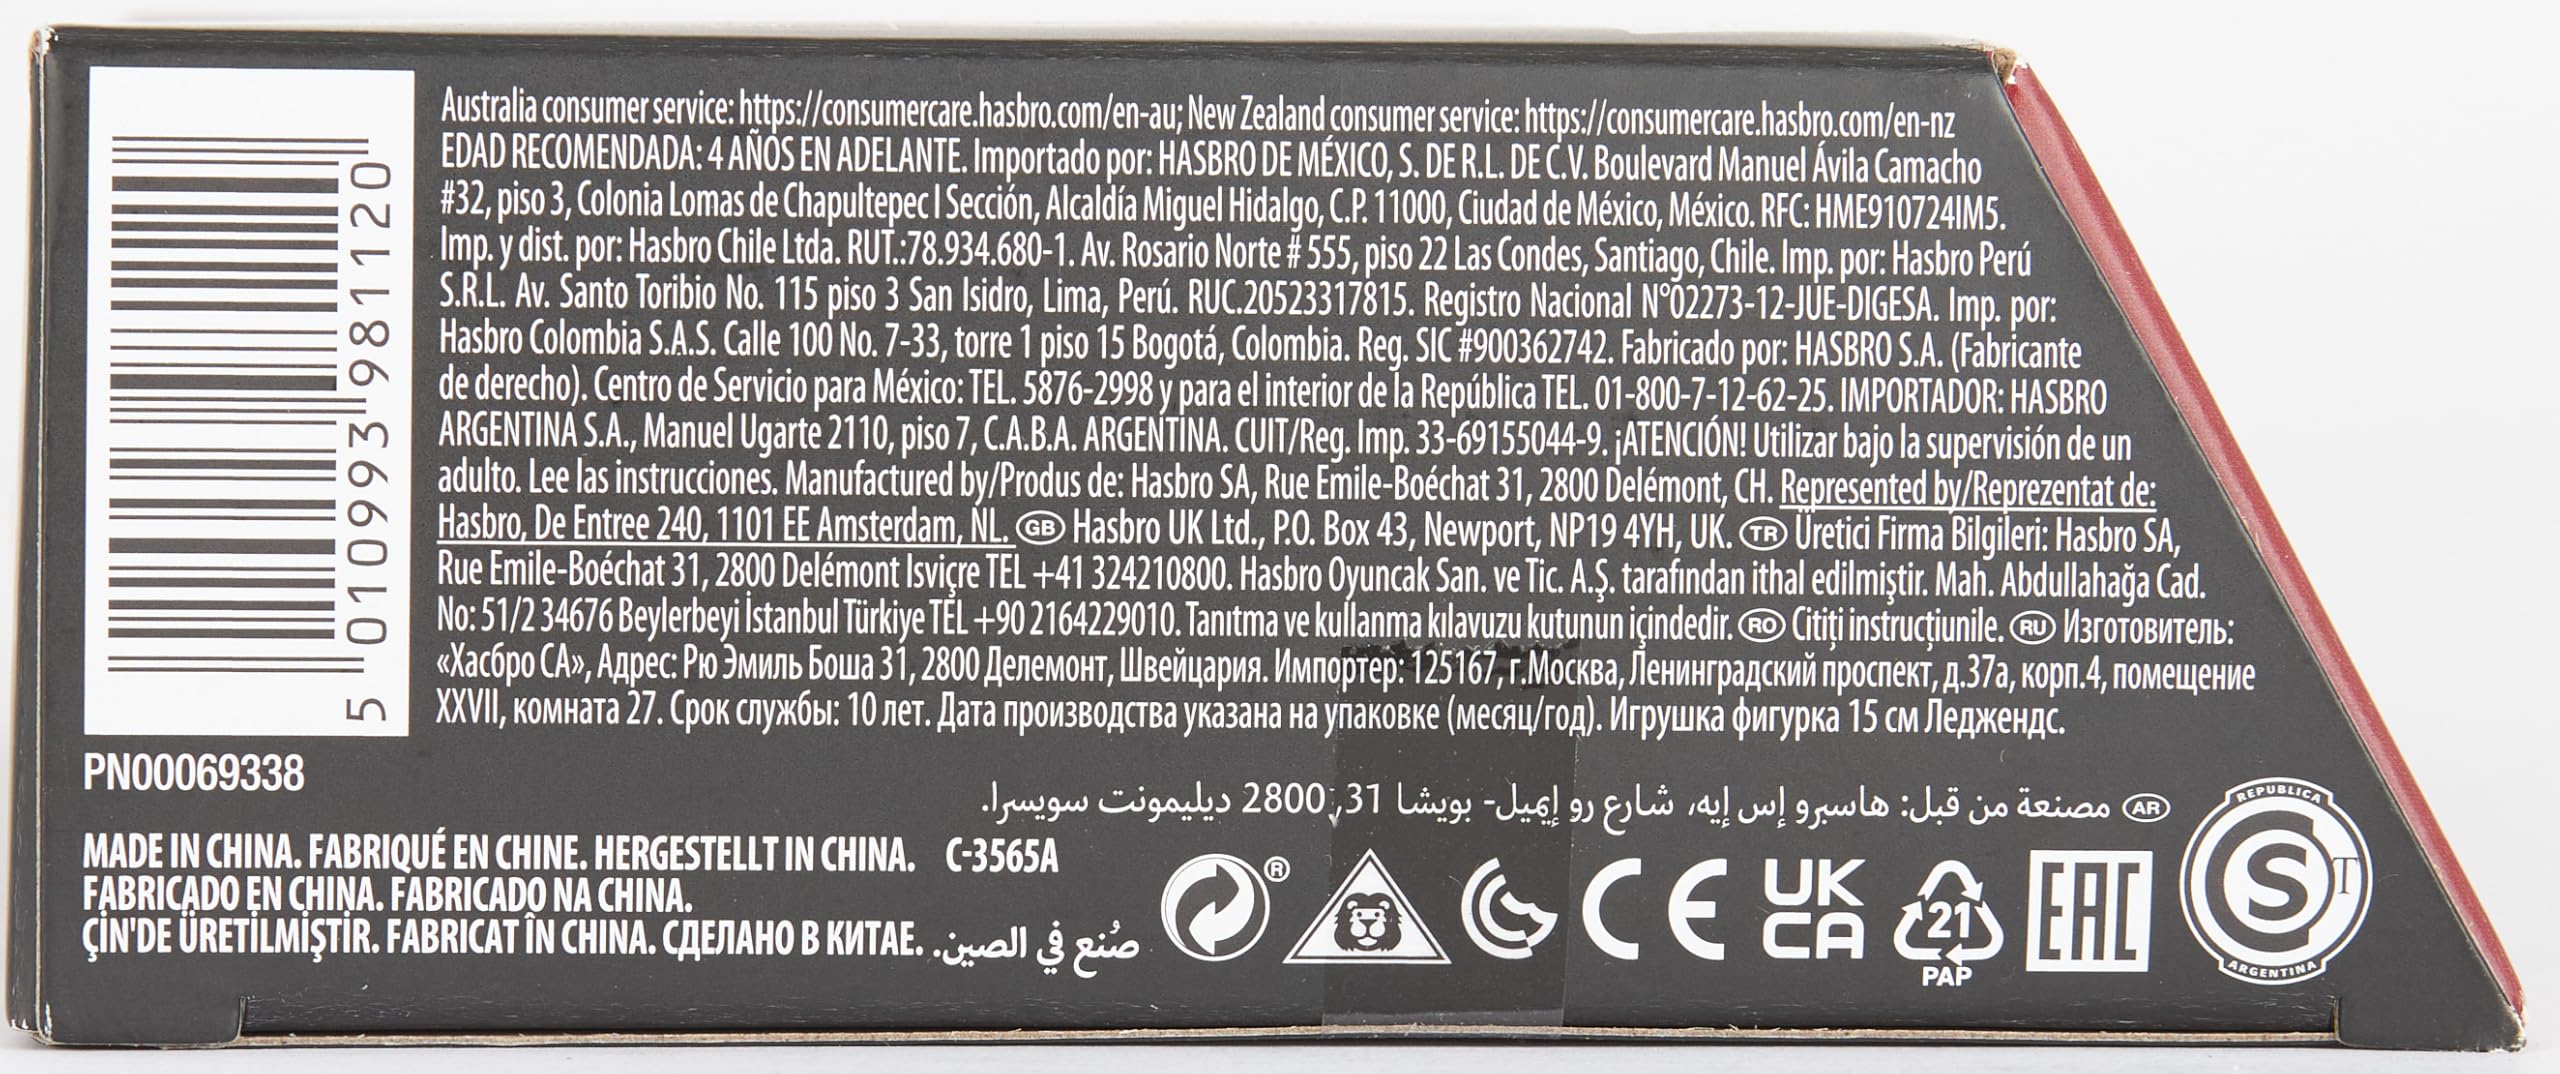 Australia consumer service: https://consumercare.hasbro.com/en-au; New Zealand consumer service: https://consumercare.hasbro.com/en-nz
EDAD RECOMENDADA: 4 AÑOS EN ADELANTE. Importado por: HASBRO DE MÉXICO, S. DE R.L. DE C.V. Boulevard Manuel Ávila Camacho
#32, piso 3, Colonia Lomas de Chapultepec I Sección, Alcaldía Miguel Hidalgo, C.P. 11000, Ciudad de México, México. RFC: HME910724IM5.
Imp. y dist. por: Hasbro Chile Ltda. RUT.:78.934.680-1. Av. Rosario Norte # 555, piso 22 Las Condes, Santiago, Chile. Imp. por: Hasbro Perú
S.R.L. Av. Santo Toribio No. 115 piso 3 San Isidro, Lima, Perú. RUC.20523317815. Registro Nacional N°02273-12-JUE-DIGESA. Imp. por:
Hasbro Colombia S.A.S. Calle 100 No. 7-33, torre 1 piso 15 Bogotá, Colombia. Reg. SIC #900362742. Fabricado por: HASBRO S.A. (Fabricante
de derecho). Centro de Servicio para México: TEL. 5876-2998 y para el interior de la República TEL. 01-800-7-12-62-25. IMPORTADOR: HASBRO
ARGENTINA S.A., Manuel Ugarte 2110, piso 7, C.A.B.A. ARGENTINA. CUIT/Reg. Imp. 33-69155044-9. ¡ATENCIÓN! Utilizar bajo la supervisión de un
adulto. Lee las instrucciones. Manufactured by/Produs de: Hasbro SA, Rue Emile-Boéchat 31, 2800 Delémont, CH. Represented by/Reprezentat de:
Hasbro, De Entree 240, 1101 EE Amsterdam, NL. GB Hasbro UK Ltd., P.O. Box 43, Newport, NP19 4YH, UK. TR Üretici Firma Bilgileri: Hasbro SA,
Rue Emile-Boéchat 31, 2800 Delémont Isviçre TEL +41 324210800. Hasbro Oyuncak San. ve Tic. A.Ş. tarafından ithal edilmiştir. Mah. Abdullahağa Cad.
No: 51/2 34676 Beylerbeyi İstanbul Türkiye TEL +90 2164229010. Tanıtma ve kullanma kılavuzu kutunun içindedir. RO Citiți instrucțiunile. RU Изготовитель:
«Хасбро СА», Адрес: Рю Эмиль Боша 31, 2800 Делемонт, Швейцария. Импортер: 125167, г.Москва, Ленинградский проспект, д.37а, корп.4, помещение
XXVII, комната 27. Срок службы: 10 лет. Дата производства указана на упаковке (месяц/год). Игрушка фигурка 15 см Леджендс.
AR مصنعة من قبل: هاسبرو إس إيه، شارع رو إيميل- بويشا 31, 2800 ديليمونت سويسرا.
5 010993 981120
PN00069338
MADE IN CHINA. FABRIQUÉ EN CHINE. HERGESTELLT IN CHINA. C-3565A
FABRICADO EN CHINA. FABRICADO NA CHINA.
ÇİN'DE ÜRETİLMİŞTİR. FABRICAT ÎN CHINA. СДЕЛАНО В КИТАЕ. صُنع في الصين.
®
CE
UK
CA
21
PAP
EAC
REPUBLICA
S T
ARGENTINA